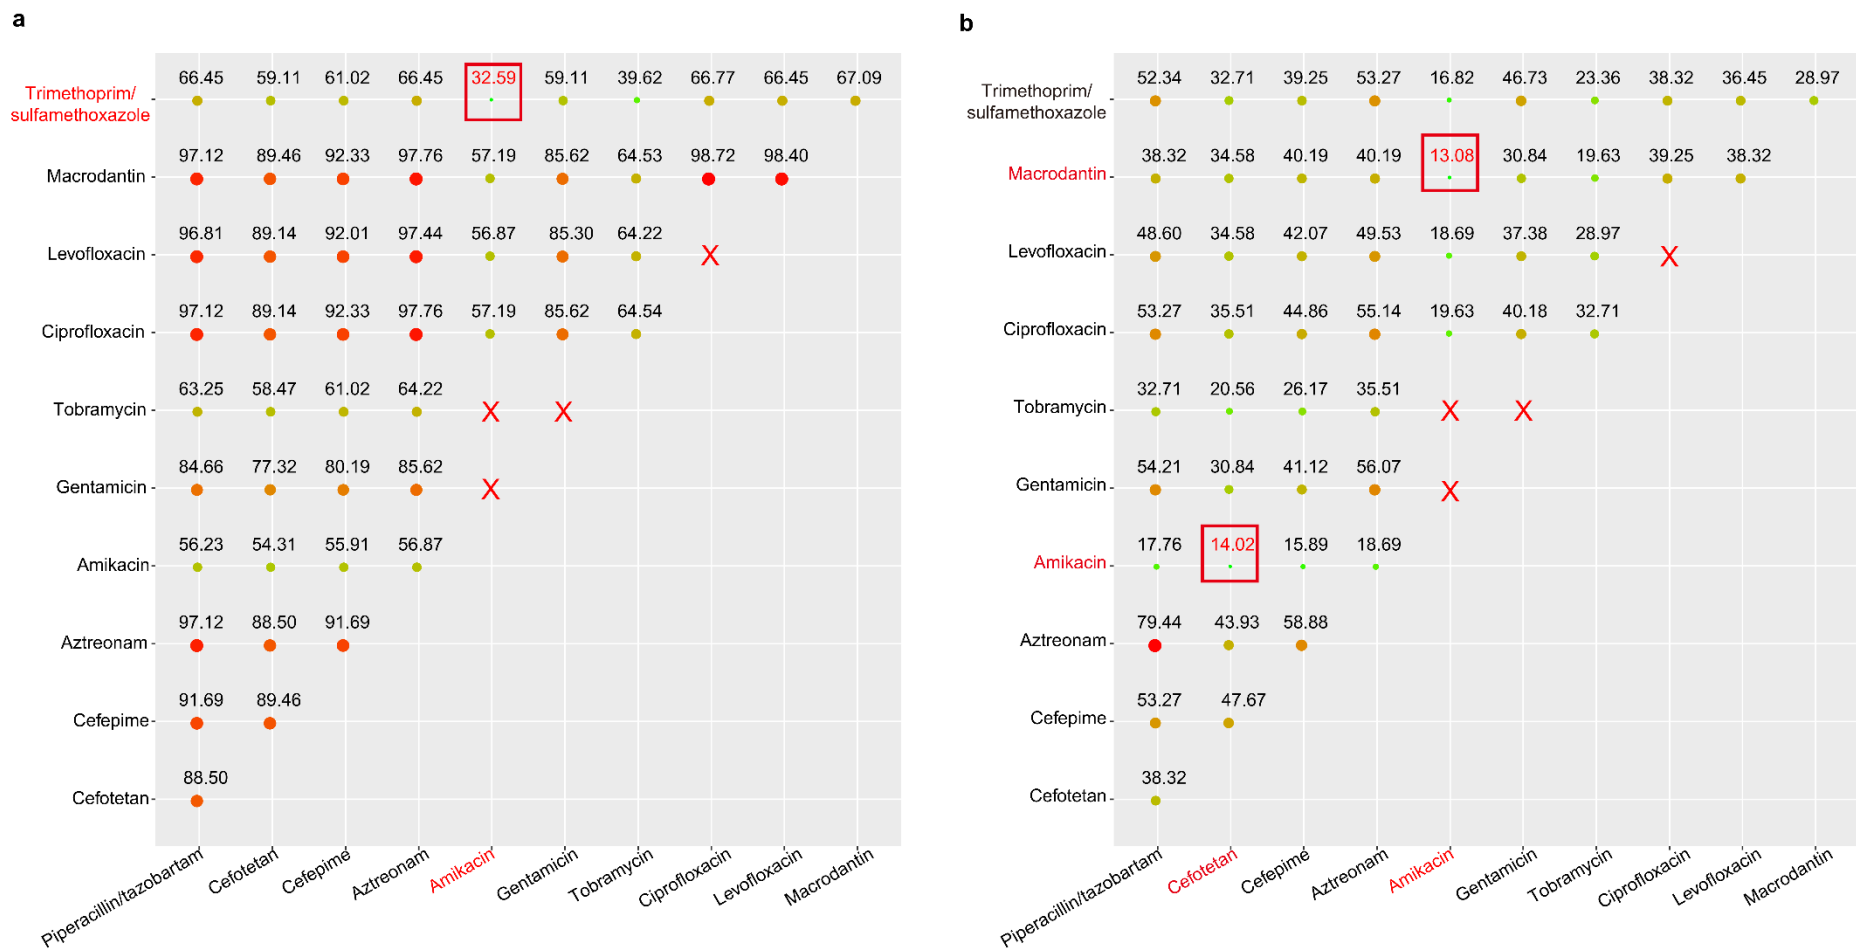 a
Trimethoprim/
sulfamethoxazole
66.45 59.11 61.02 66.45 32.59 59.11 39.62 66.77 66.45 67.09
Macrodantin 97.12 89.46 92.33 97.76 57.19 85.62 64.53 98.72 98.40
Levofloxacin 96.81 89.14 92.01 97.44 56.87 85.30 64.22 X
Ciprofloxacin 97.12 89.14 92.33 97.76 57.19 85.62 64.54
Tobramycin 63.25 58.47 61.02 64.22 X X
Gentamicin 84.66 77.32 80.19 85.62 X
Amikacin 56.23 54.31 55.91 56.87
Aztreonam 97.12 88.50 91.69
Cefepime 91.69 89.46
Cefotetan 88.50
Piperacillin/tazobartam Cefotetan Cefepime Aztreonam Amikacin Gentamicin Tobramycin Ciprofloxacin Levofloxacin Macrodantin
b
Trimethoprim/
sulfamethoxazole
52.34 32.71 39.25 53.27 16.82 46.73 23.36 38.32 36.45 28.97
Macrodantin 38.32 34.58 40.19 40.19 13.08 30.84 19.63 39.25 38.32
Levofloxacin 48.60 34.58 42.07 49.53 18.69 37.38 28.97 X
Ciprofloxacin 53.27 35.51 44.86 55.14 19.63 40.18 32.71
Tobramycin 32.71 20.56 26.17 35.51 X X
Gentamicin 54.21 30.84 41.12 56.07 X
Amikacin 17.76 14.02 15.89 18.69
Aztreonam 79.44 43.93 58.88
Cefepime 53.27 47.67
Cefotetan 38.32
Piperacillin/tazobartam Cefotetan Cefepime Aztreonam Amikacin Gentamicin Tobramycin Ciprofloxacin Levofloxacin Macrodantin